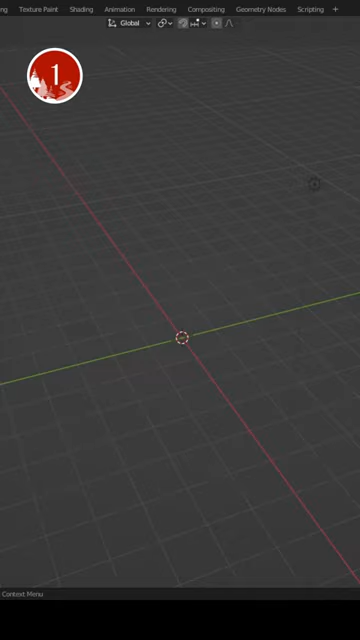 Texture Paint Shading Animation Rendering Compositing Geometry Nodes Scripting +
Global
1
Context Menu